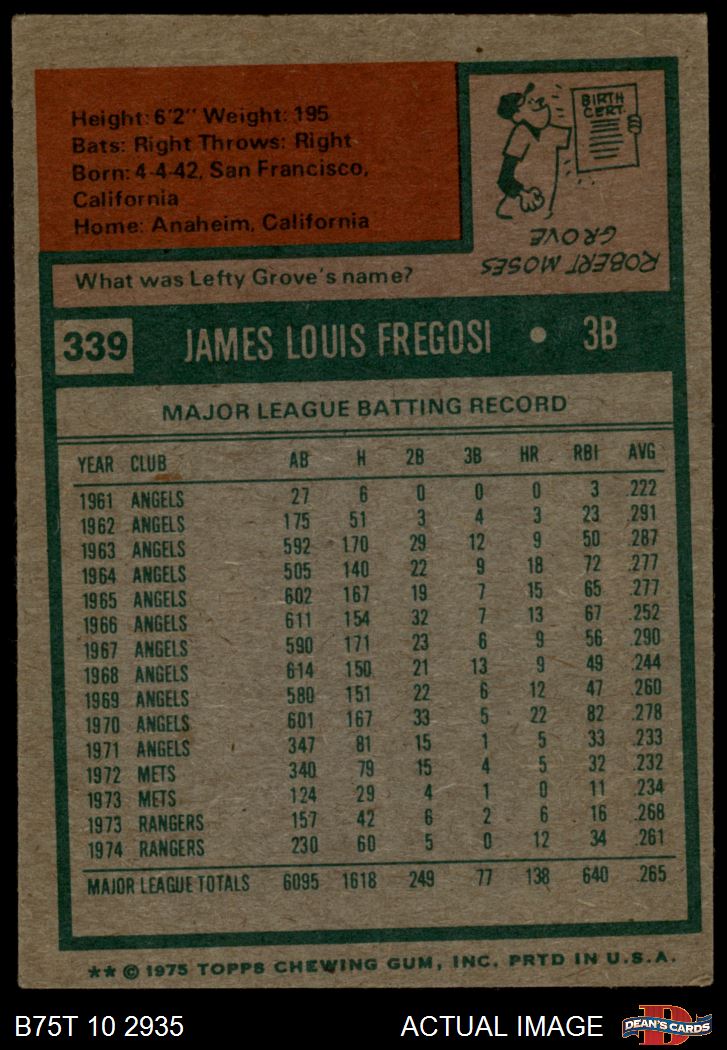 Height: 6'2" Weight: 195
Bats: Right Throws: Right
Born: 4-4-42, San Francisco,
California
Home: Anaheim, California
BIRTH
CERT.
ROBERT MOSES
GROVE
What was Lefty Grove's name?
339 JAMES LOUIS FREGOSI • 3B
MAJOR LEAGUE BATTING RECORD
YEAR CLUB AB H 2B 3B HR RBI AVG
1961 ANGELS 27 6 0 0 0 3 .222
1962 ANGELS 175 51 3 4 3 23 .291
1963 ANGELS 592 170 29 12 9 50 .287
1964 ANGELS 505 140 22 9 18 72 .277
1965 ANGELS 602 167 19 7 15 65 .277
1966 ANGELS 611 154 32 7 13 67 .252
1967 ANGELS 590 171 23 6 9 56 .290
1968 ANGELS 614 150 21 13 9 49 .244
1969 ANGELS 580 151 22 6 12 47 .260
1970 ANGELS 601 167 33 5 22 82 .278
1971 ANGELS 347 81 15 1 5 33 .233
1972 METS 340 79 15 4 5 32 .232
1973 METS 124 29 4 1 0 11 .234
1973 RANGERS 157 42 6 2 6 16 .268
1974 RANGERS 230 60 5 0 12 34 .261
MAJOR LEAGUE TOTALS 6095 1618 249 77 138 640 .265
** © 1975 TOPPS CHEWING GUM, INC. PRTD IN U.S.A.
B75T 10 2935 ACTUAL IMAGE
D
DEAN'S CARDS